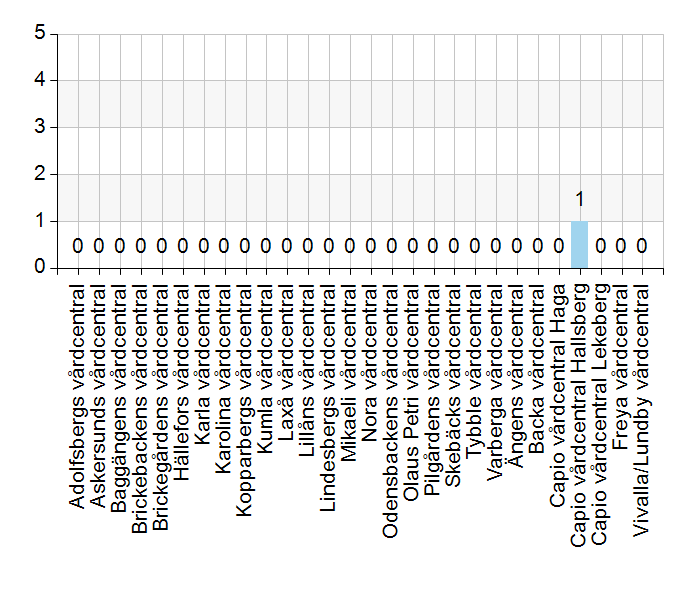 5
4
3
2
1
0
0 0 0 0 0 0 0 0 0 0 0 0 0 0 0 0 0 0 0 0 0 0 0 0 1 0 0 0
Adolfsbergs vårdcentral
Askersunds vårdcentral
Baggängens vårdcentral
Brickebackens vårdcentral
Brickegårdens vårdcentral
Hällefors vårdcentral
Karla vårdcentral
Karolina vårdcentral
Kopparbergs vårdcentral
Kumla vårdcentral
Laxå vårdcentral
Lillåns vårdcentral
Lindesbergs vårdcentral
Mikaeli vårdcentral
Nora vårdcentral
Odensbackens vårdcentral
Olaus Petri vårdcentral
Pilgårdens vårdcentral
Skebäcks vårdcentral
Tybble vårdcentral
Varberga vårdcentral
Ängens vårdcentral
Backa vårdcentral
Capio vårdcentral Haga
Capio vårdcentral Hallsberg
Capio vårdcentral Lekeberg
Freya vårdcentral
Vivalla/Lundby vårdcentral